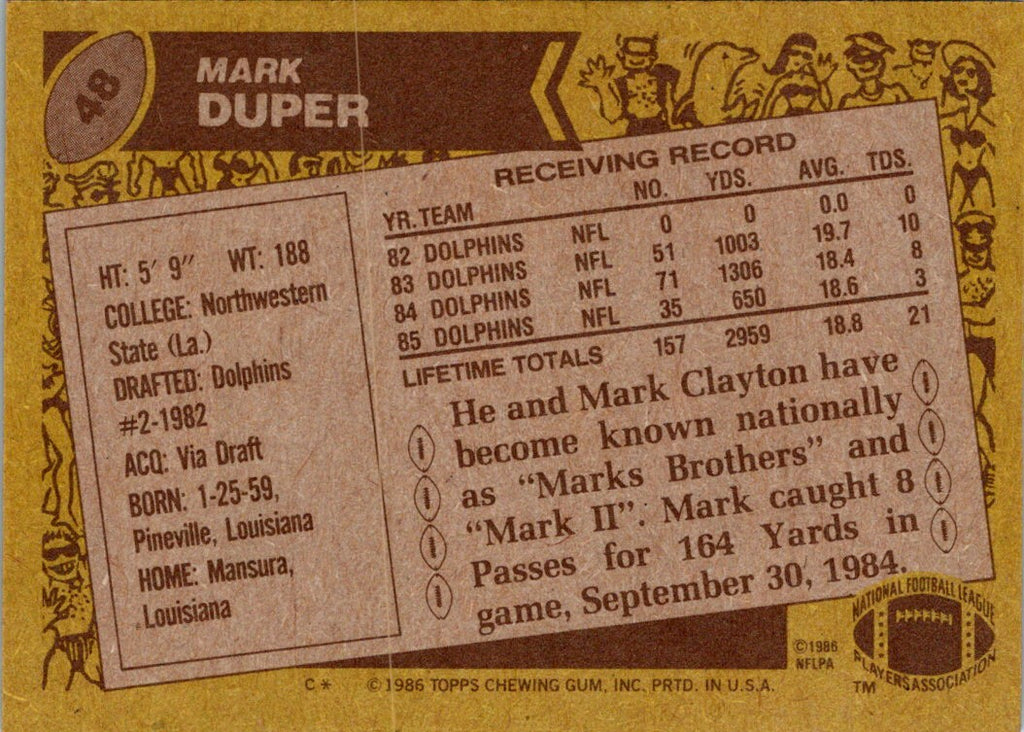 48
MARK
DUPER
RECEIVING RECORD
YR. TEAM NO. YDS. AVG. TDS.
82 DOLPHINS NFL 0 0 0.0 0
83 DOLPHINS NFL 51 1003 19.7 10
84 DOLPHINS NFL 71 1306 18.4 8
85 DOLPHINS NFL 35 650 18.6 3
LIFETIME TOTALS 157 2959 18.8 21
HT: 5' 9" WT: 188
COLLEGE: Northwestern
State (La.)
DRAFTED: Dolphins
#2-1982
ACQ: Via Draft
BORN: 1-25-59,
Pineville, Louisiana
HOME: Mansura,
Louisiana
He and Mark Clayton have
become known nationally
as "Marks Brothers" and
"Mark II". Mark caught 8
Passes for 164 Yards in
game, September 30, 1984.
©1986
NFLPA
NATIONAL FOOTBALL LEAGUE
PLAYERS ASSOCIATION
TM
C* ©1986 TOPPS CHEWING GUM, INC. PRTD. IN U.S.A.